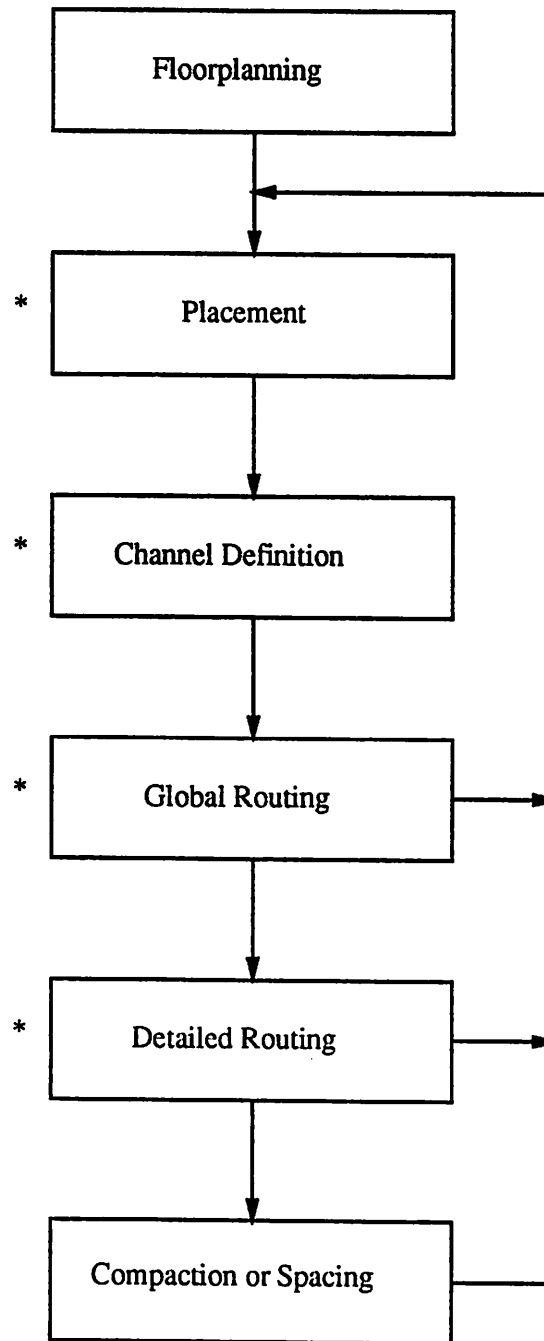 Floorplanning
* Placement
* Channel Definition
* Global Routing
* Detailed Routing
Compaction or Spacing